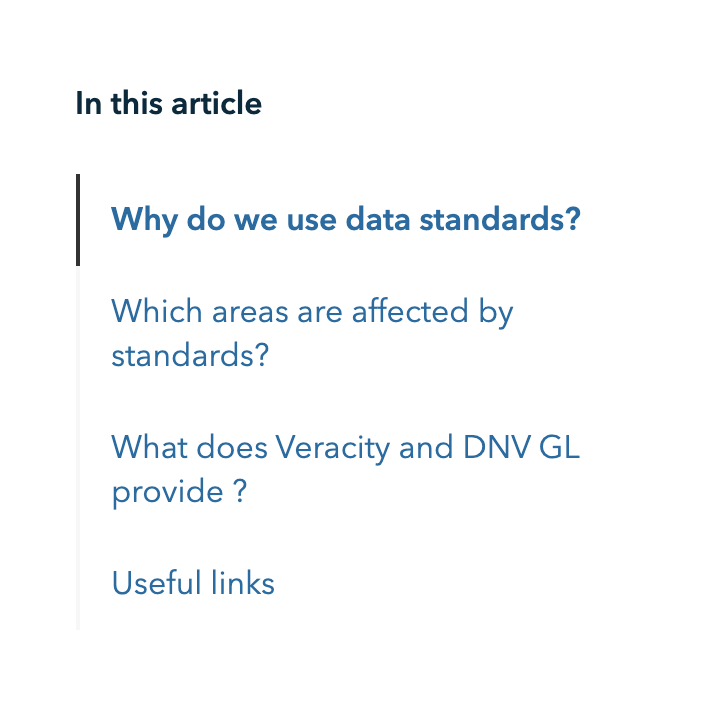 In this article
Why do we use data standards?
Which areas are affected by
standards?
What does Veracity and DNV GL
provide ?
Useful links